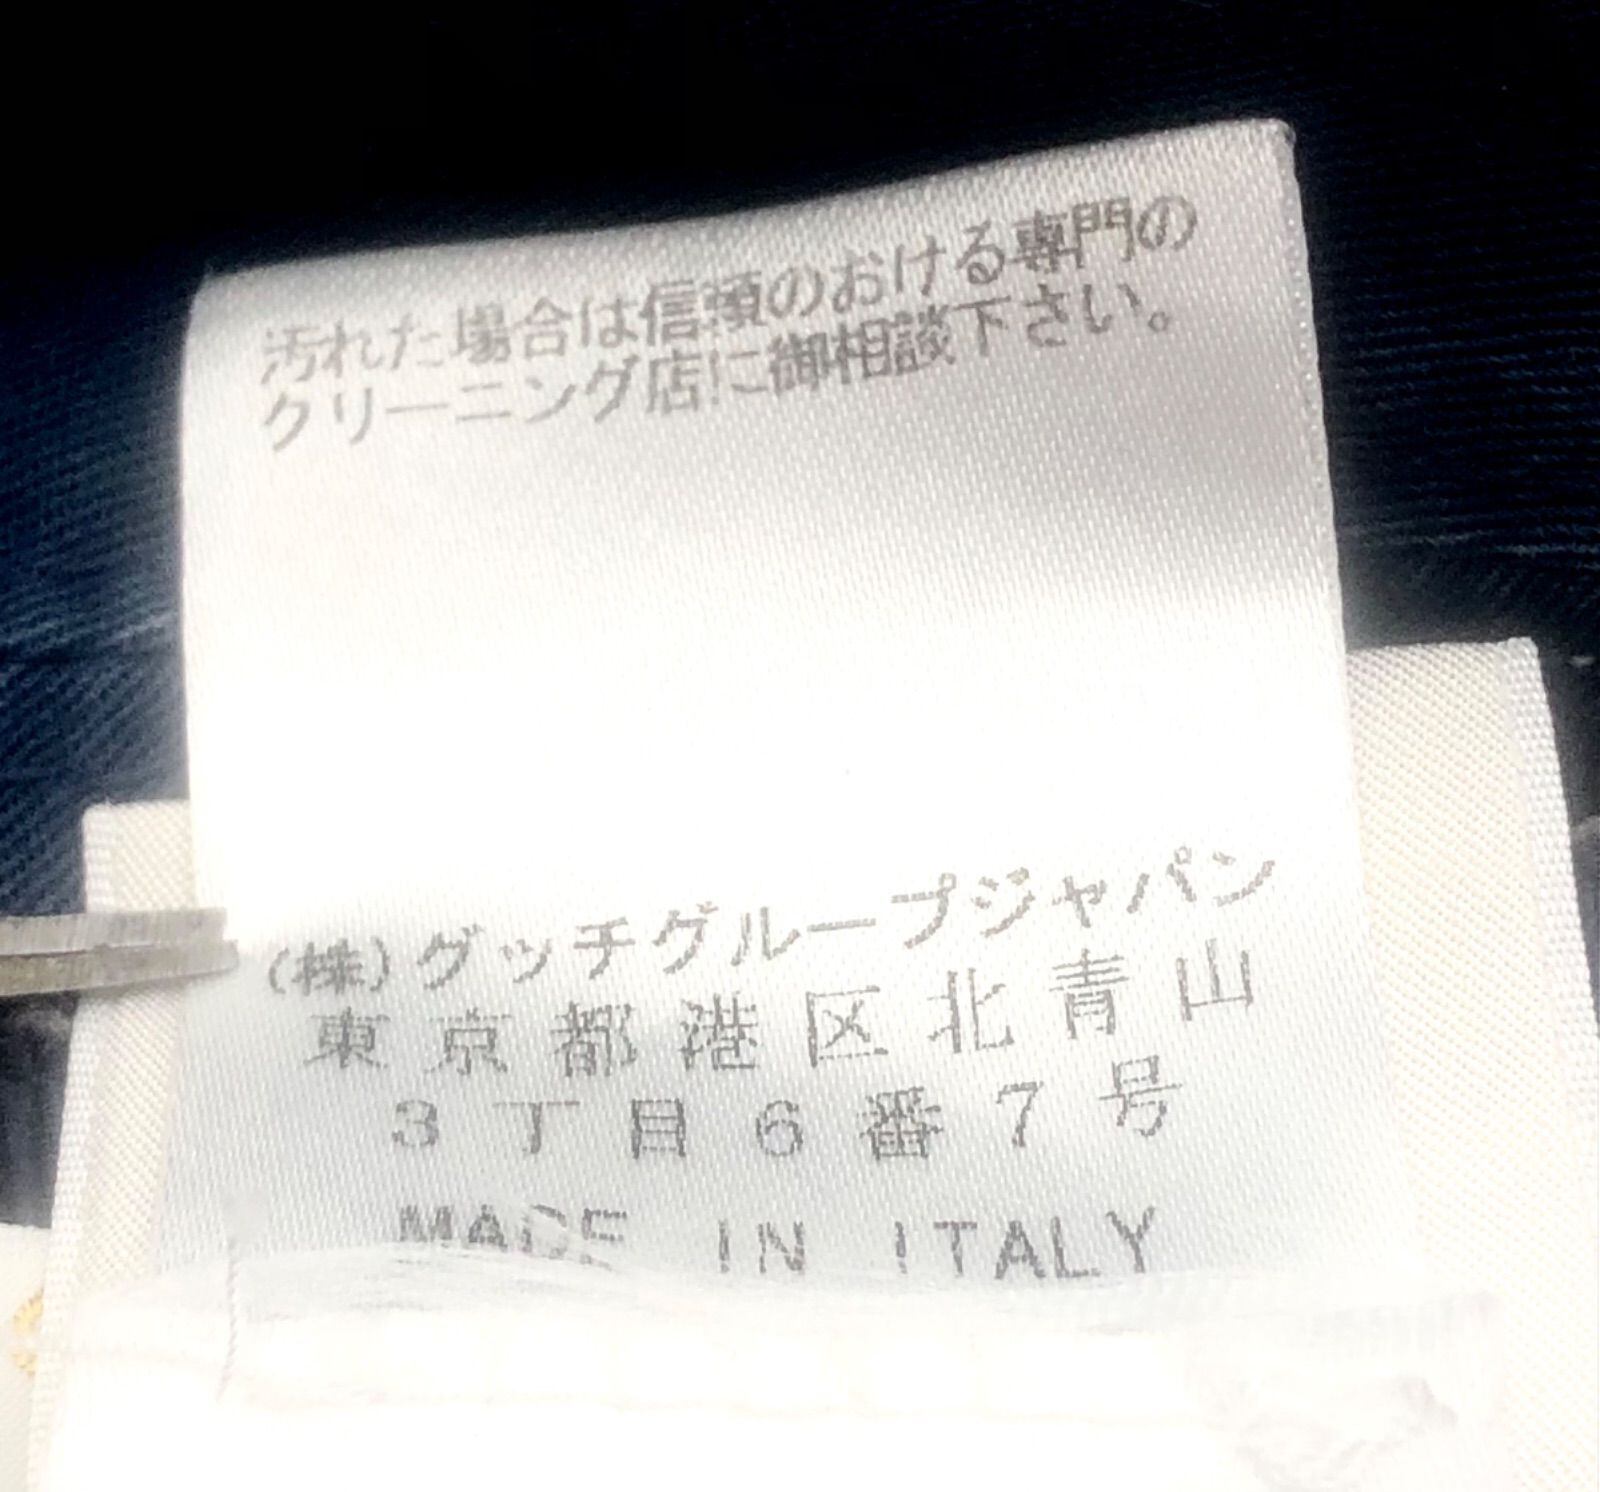 汚れた場合は信頼のおける専門の
クリーニング店に御相談下さい。
(株)グッチグループジャパン
東京都港区北青山
3丁目6番7号
MADE IN ITALY